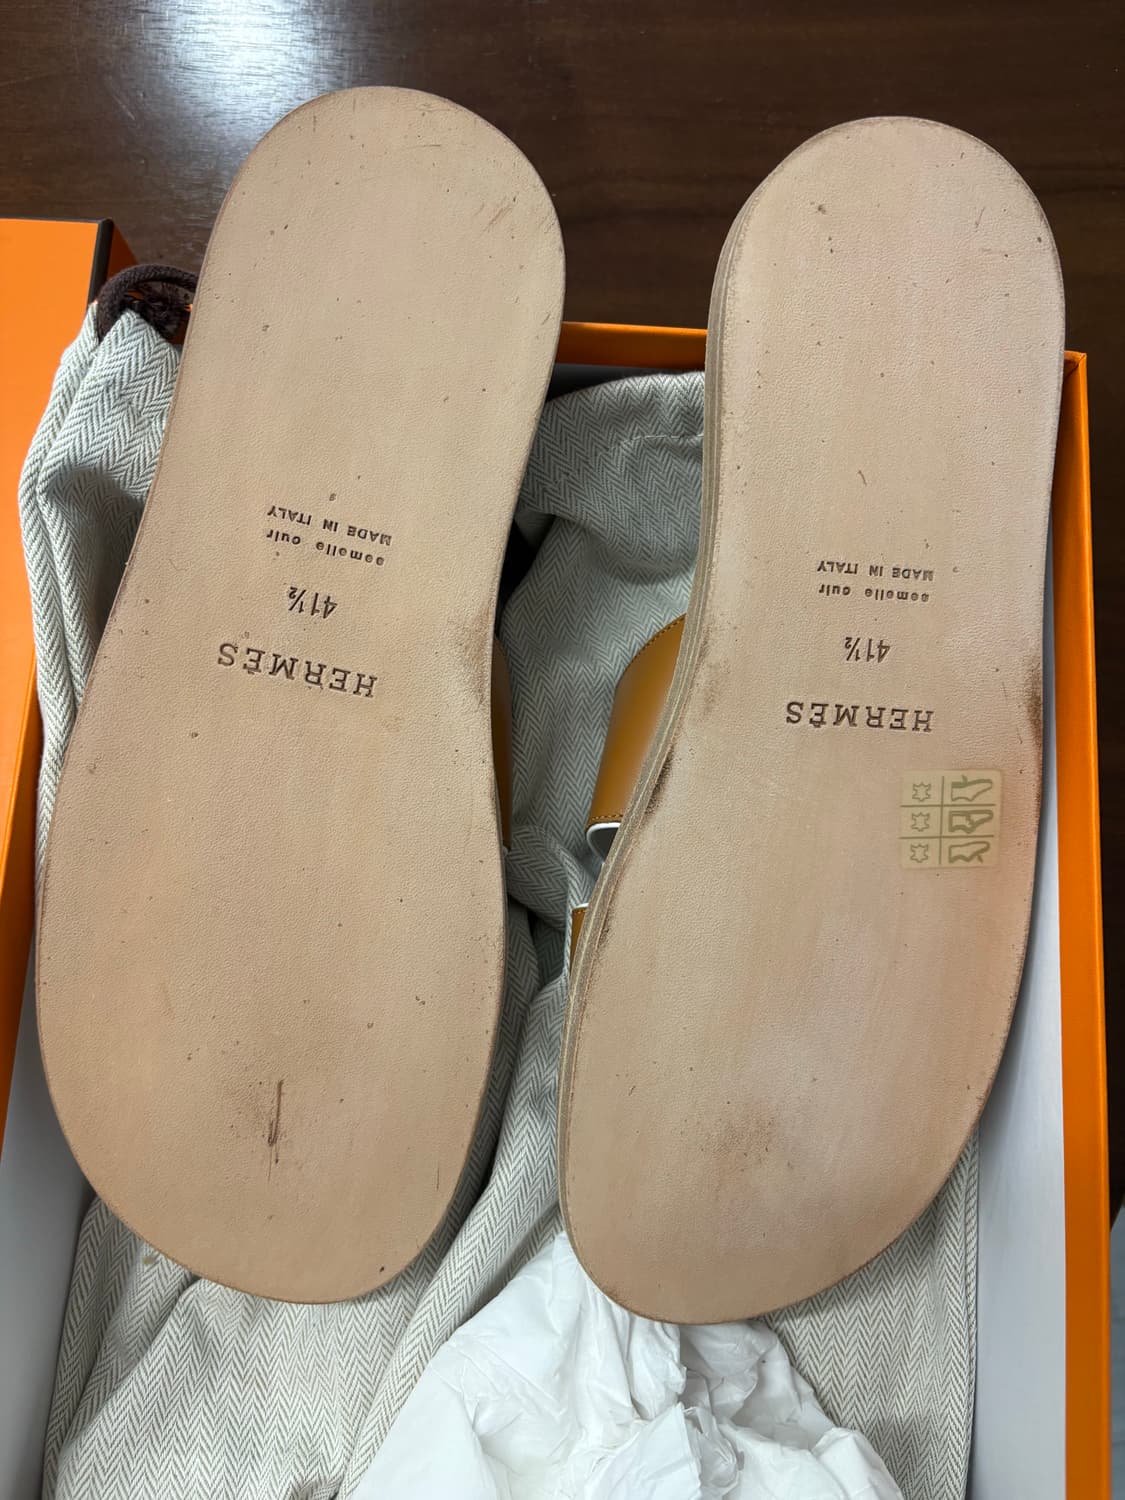 HERMÈS
41½
semelle cuir
MADE IN ITALY
HERMÈS
41½
semelle cuir
MADE IN ITALY